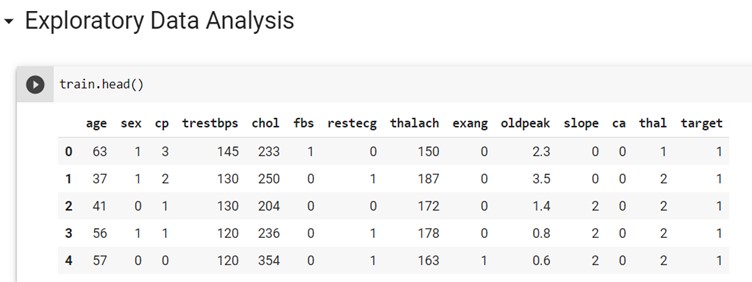 Exploratory Data Analysis
train.head()
age sex cp trestbps chol fbs restecg thalach exang oldpeak slope ca thal target
0 63 1 3 145 233 1 0 150 0 2.3 0 0 1 1
1 37 1 2 130 250 0 1 187 0 3.5 0 0 2 1
2 41 0 1 130 204 0 0 172 0 1.4 2 0 2 1
3 56 1 1 120 236 0 1 178 0 0.8 2 0 2 1
4 57 0 0 120 354 0 1 163 1 0.6 2 0 2 1